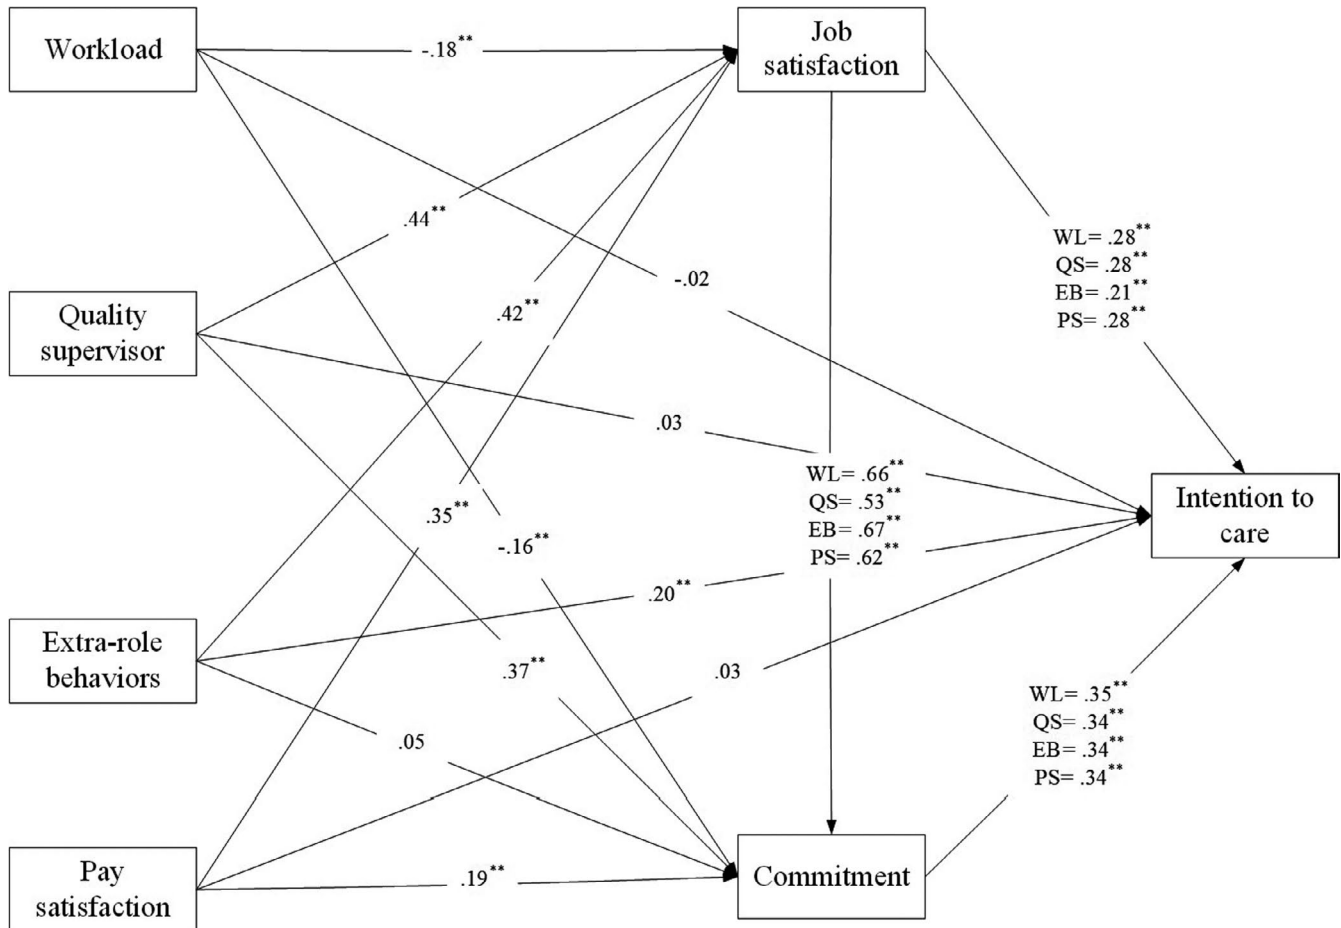 Workload
-.18**
Job
satisfaction
.44**
-.02
WL= .28**
QS= .28**
EB= .21**
PS= .28**
Quality
supervisor
.42**
.03
WL= .66**
QS= .53**
EB= .67**
PS= .62**
Intention to
care
.35**
-.16**
.20**
Extra-role
behaviors
.37**
.03
WL= .35**
QS= .34**
EB= .34**
PS= .34**
.05
Pay
satisfaction
.19**
Commitment